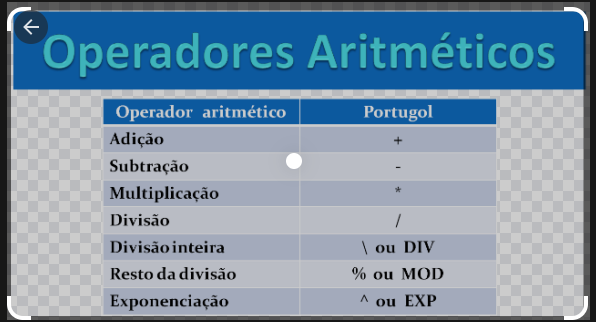 Operadores Aritméticos
Operador aritmético Portugol
Adição +
Subtração -
Multiplicação *
Divisão /
Divisão inteira \ ou DIV
Resto da divisão % ou MOD
Exponenciação ^ ou EXP